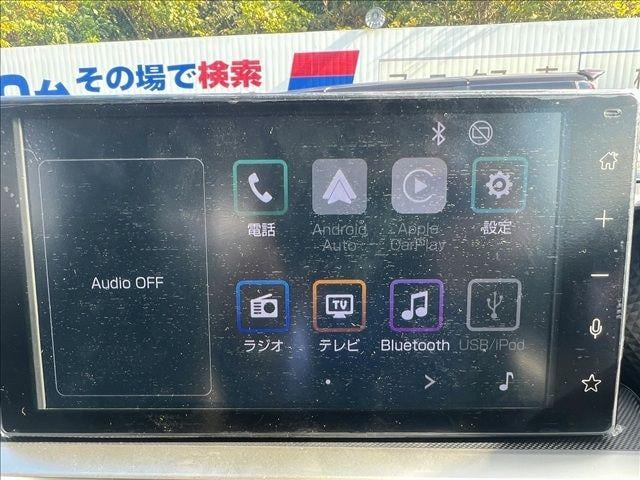 その場で検索
Audio OFF
電話
Android
Auto
Apple
CarPlay
設定
TV
ラジオ
テレビ
Bluetooth
USB/iPod